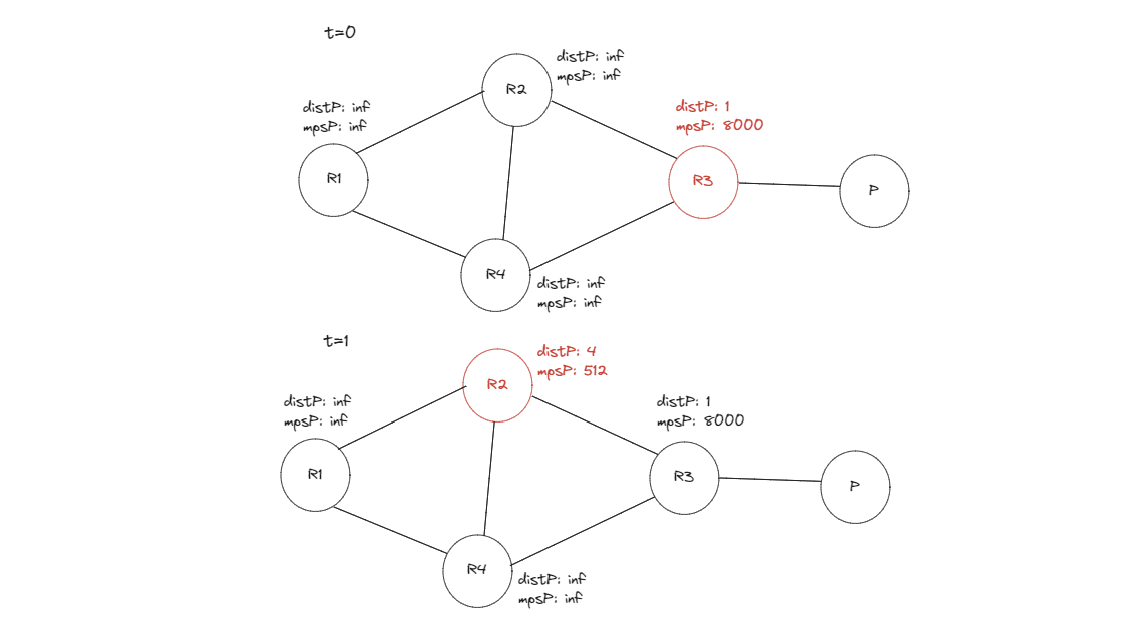 t=0
distP: inf
mpsP: inf
R2
distP: inf
mpsP: inf
R1
distP: 1
mpsP: 8000
R3
P
R4
distP: inf
mpsP: inf
t=1
distP: 4
mpsP: 512
R2
distP: inf
mpsP: inf
R1
distP: 1
mpsP: 8000
R3
P
R4
distP: inf
mpsP: inf